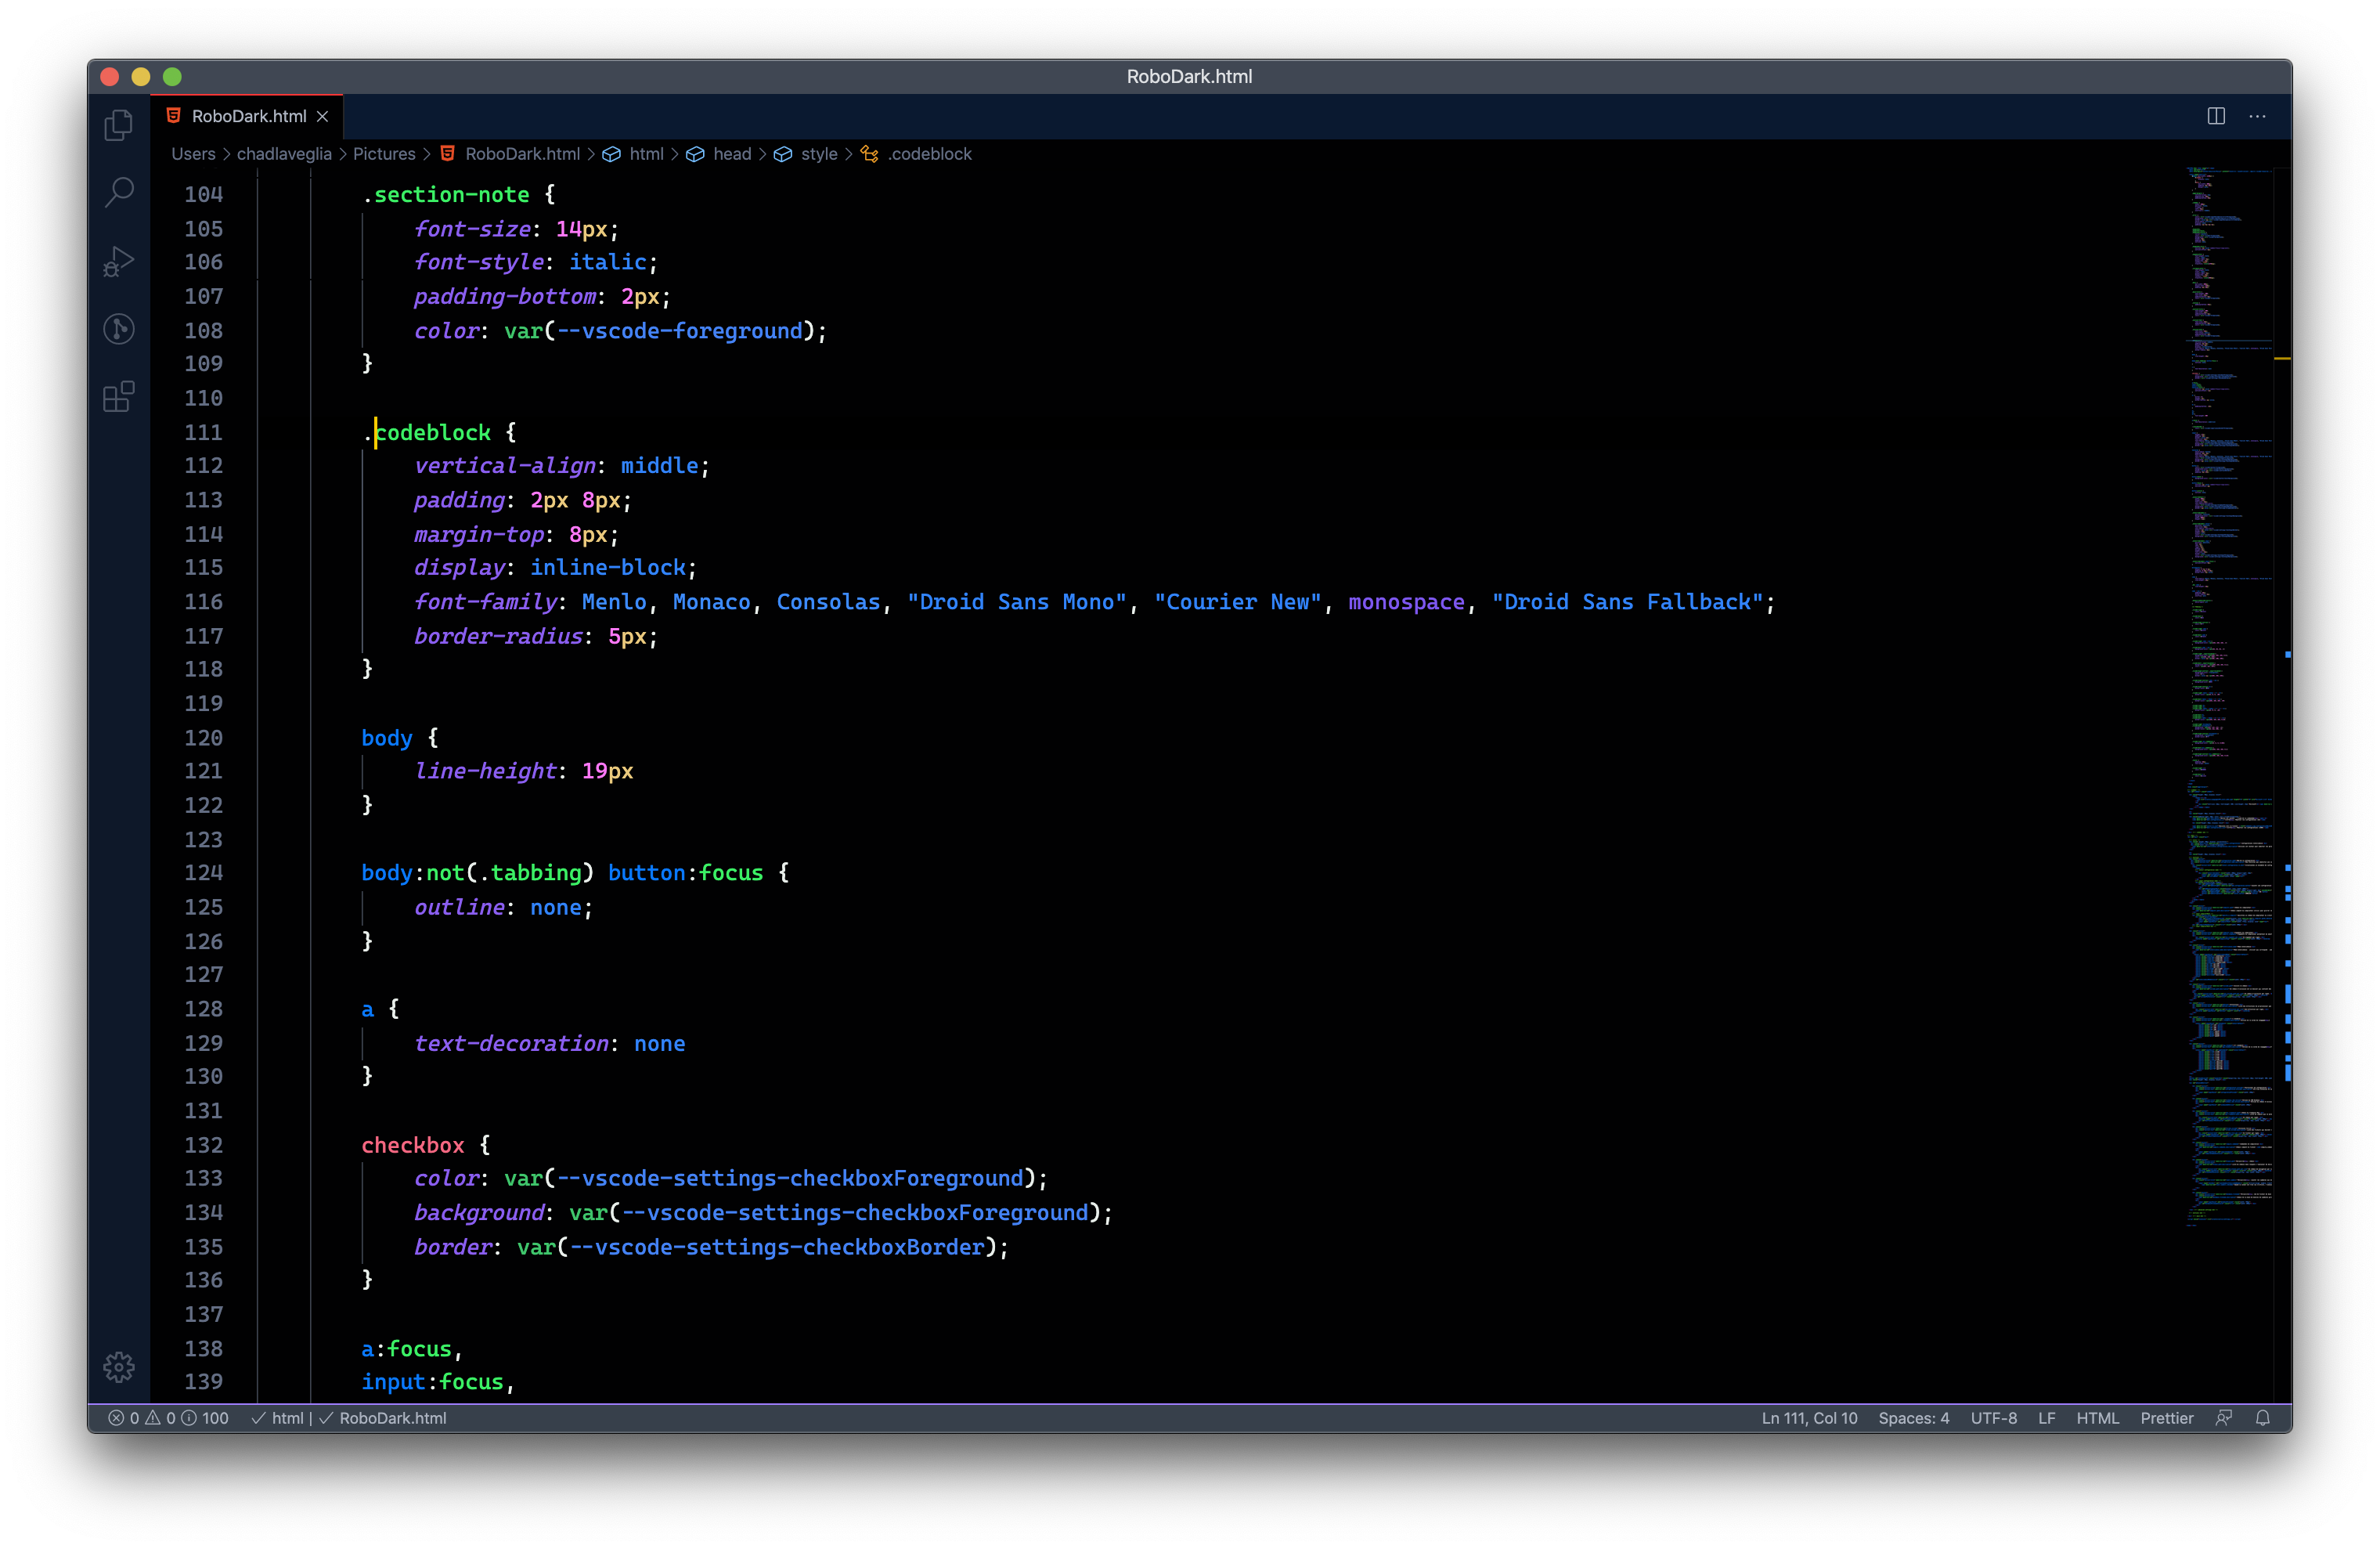 RoboDark.html
RoboDark.html
Users > chadlaveglia > Pictures > RoboDark.html > html > head > style > .codeblock
104 .section-note {
105 font-size: 14px;
106 font-style: italic;
107 padding-bottom: 2px;
108 color: var(--vscode-foreground);
109 }
110
111 .codeblock {
112 vertical-align: middle;
113 padding: 2px 8px;
114 margin-top: 8px;
115 display: inline-block;
116 font-family: Menlo, Monaco, Consolas, "Droid Sans Mono", "Courier New", monospace, "Droid Sans Fallback";
117 border-radius: 5px;
118 }
119
120 body {
121 line-height: 19px
122 }
123
124 body:not(.tabbing) button:focus {
125 outline: none;
126 }
127
128 a {
129 text-decoration: none
130 }
131
132 checkbox {
133 color: var(--vscode-settings-checkboxForeground);
134 background: var(--vscode-settings-checkboxForeground);
135 border: var(--vscode-settings-checkboxBorder);
136 }
137
138 a:focus,
139 input:focus,
0 0 100 ✓ html | ✓ RoboDark.html Ln 111, Col 10 Spaces: 4 UTF-8 LF HTML Prettier